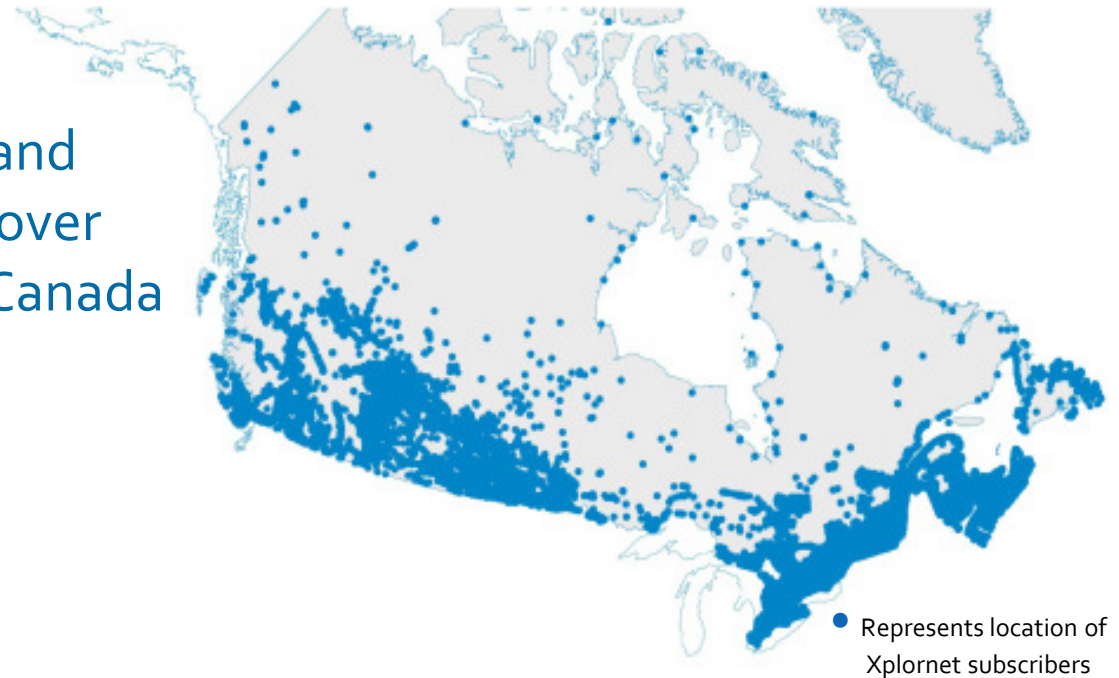 and
over
Canada
Represents location of
Xplornet subscribers